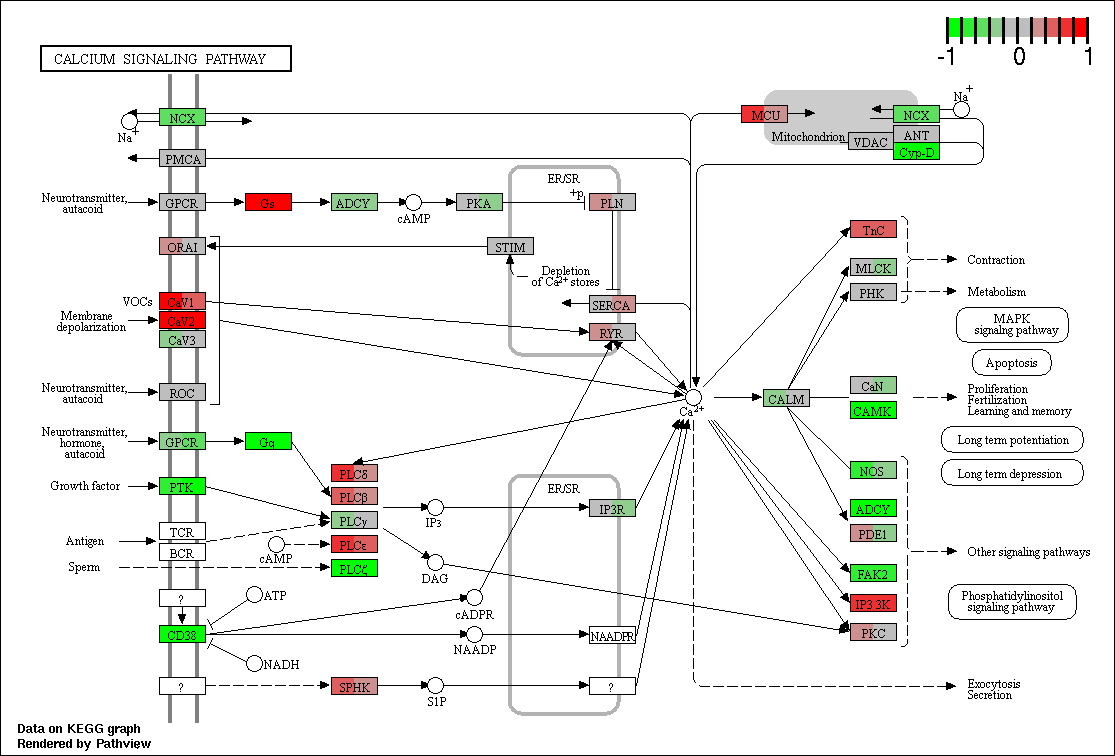 -1 0 1
CALCIUM SIGNALING PATHWAY
Na+
NCX
MCU
Na+
NCX
Mitochondrion
VDAC
ANT
Cyp-D
PMCA
Neurotransmitter,
autacoid
GPCR
Gs
ADCY
cAMP
PKA
ER/SR
+p
PLN
ORAI
STIM
Depletion
of Ca2+ stores
SERCA
RYR
VOCs
CaV1
Membrane
depolarization
CaV2
CaV3
Neurotransmitter,
autacoid
ROC
Ca2+
CALM
TnC
MLCK
PHK
Contraction
Metabolism
MAPK
signaling pathway
Apoptosis
CaN
CAMK
Proliferation
Fertilization
Learning and memory
Long term potentiation
Long term depression
Neurotransmitter,
hormone,
autacoid
GPCR
Gq
Growth factor
PTK
Antigen
TCR
BCR
Sperm
cAMP
PLCδ
PLCβ
PLCγ
PLCε
PLCζ
IP3
DAG
ER/SR
IP3R
NOS
ADCY
PDE1
FAK2
IP3 3K
PKC
Other signaling pathways
Phosphatidylinositol
signaling pathway
?
ATP
CD38
cADPR
NAADP
NAADPR
NADH
?
SPHK
S1P
?
Exocytosis
Secretion
Data on KEGG graph
Rendered by Pathview